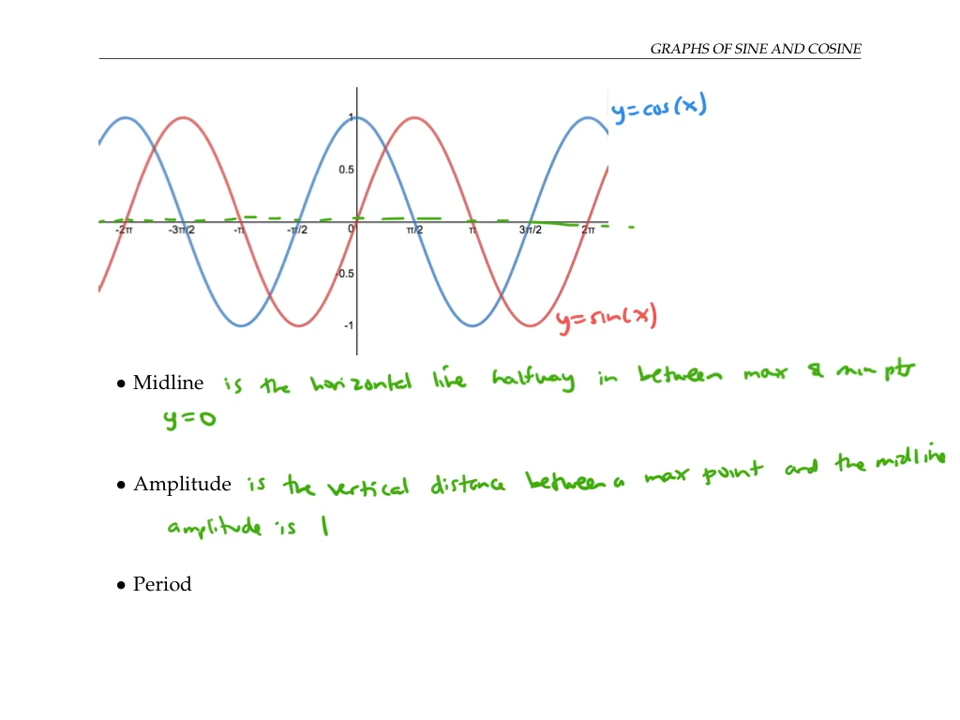 GRAPHS OF SINE AND COSINE
y=cos(x)
1
0.5
-2π -3π/2 -π -π/2 0 π/2 π 3π/2 2π
-0.5
-1
y=sin(x)
• Midline is the horizontal line halfway in between max & min pts
y=0
• Amplitude is the vertical distance between a max point and the midline
amplitude is 1
• Period